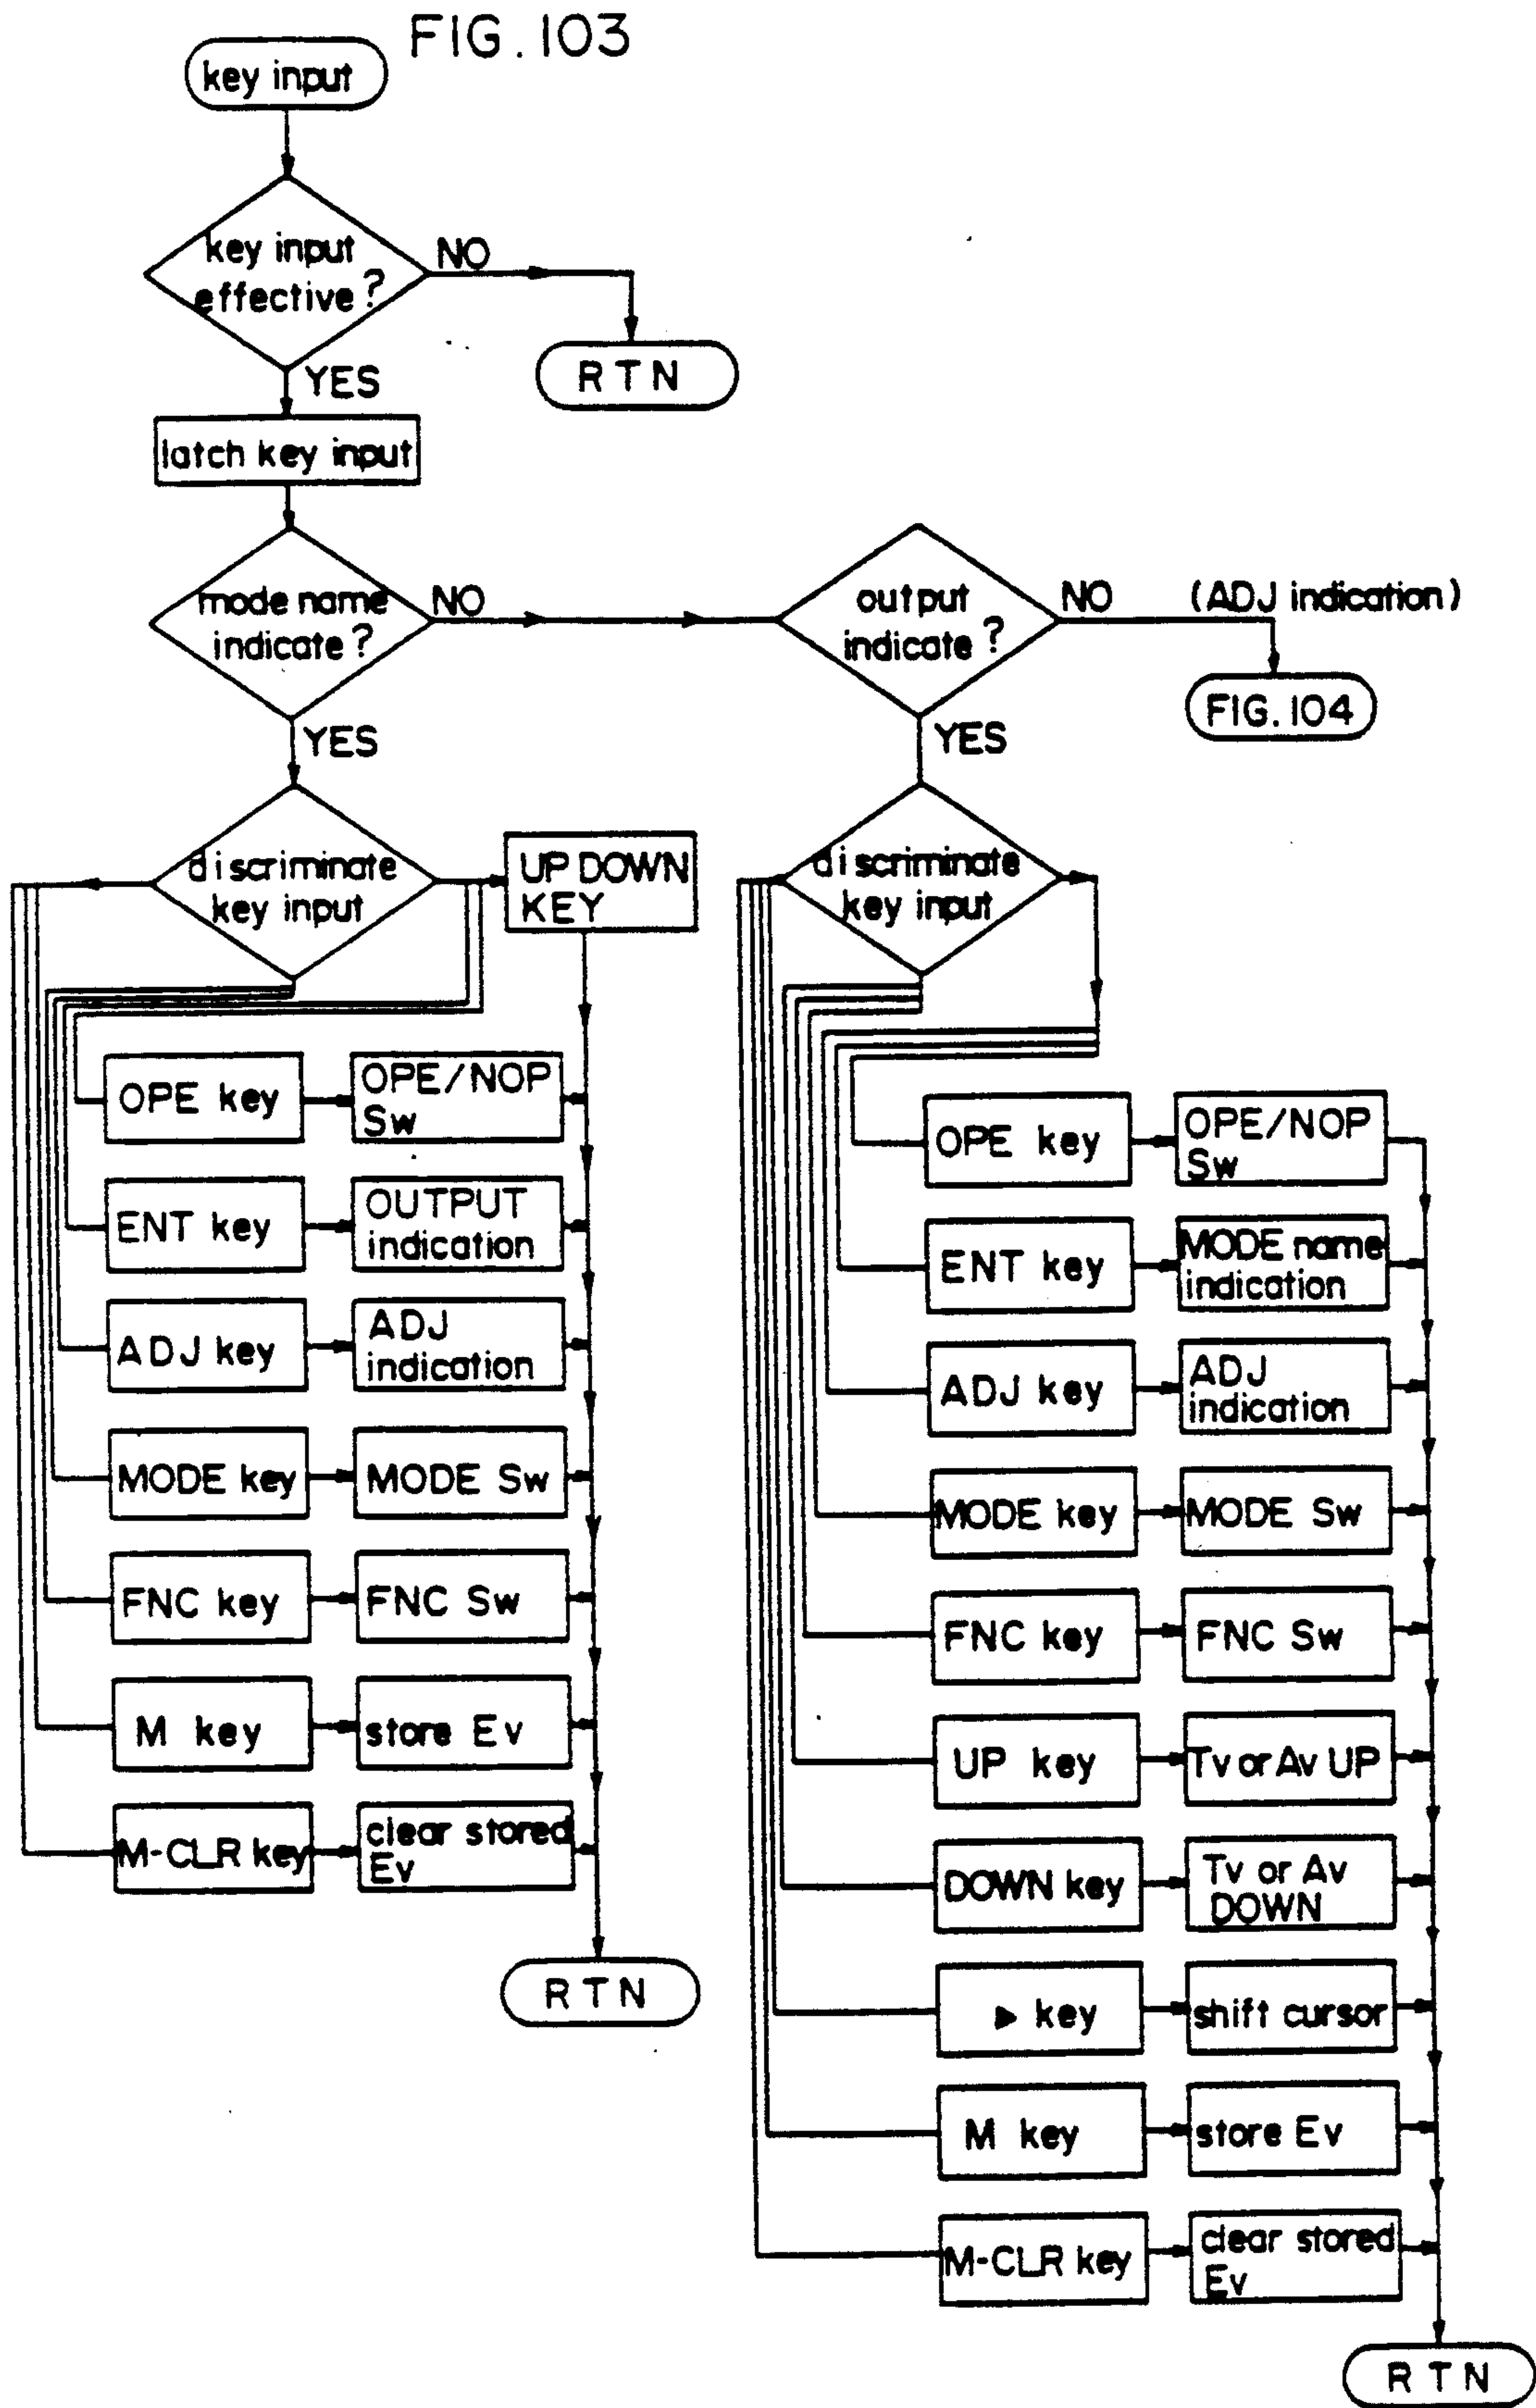 FIG. 103
key input
key input
effective?
NO
RTN
YES
latch key input
mode name
indicate?
NO
output
indicate?
NO
(ADJ indication)
FIG. 104
YES
YES
discriminate
key input
UP DOWN
KEY
discriminate
key input
OPE key
OPE/NOP
Sw
ENT key
OUTPUT
indication
ADJ key
ADJ
indication
MODE key
MODE Sw
FNC key
FNC Sw
M key
store Ev
M-CLR key
clear stored
Ev
RTN
OPE key
OPE/NOP
Sw
ENT key
MODE name
indication
ADJ key
ADJ
indication
MODE key
MODE Sw
FNC key
FNC Sw
UP key
Tv or Av UP
DOWN key
Tv or Av
DOWN
▶ key
shift cursor
M key
store Ev
M-CLR key
clear stored
Ev
RTN